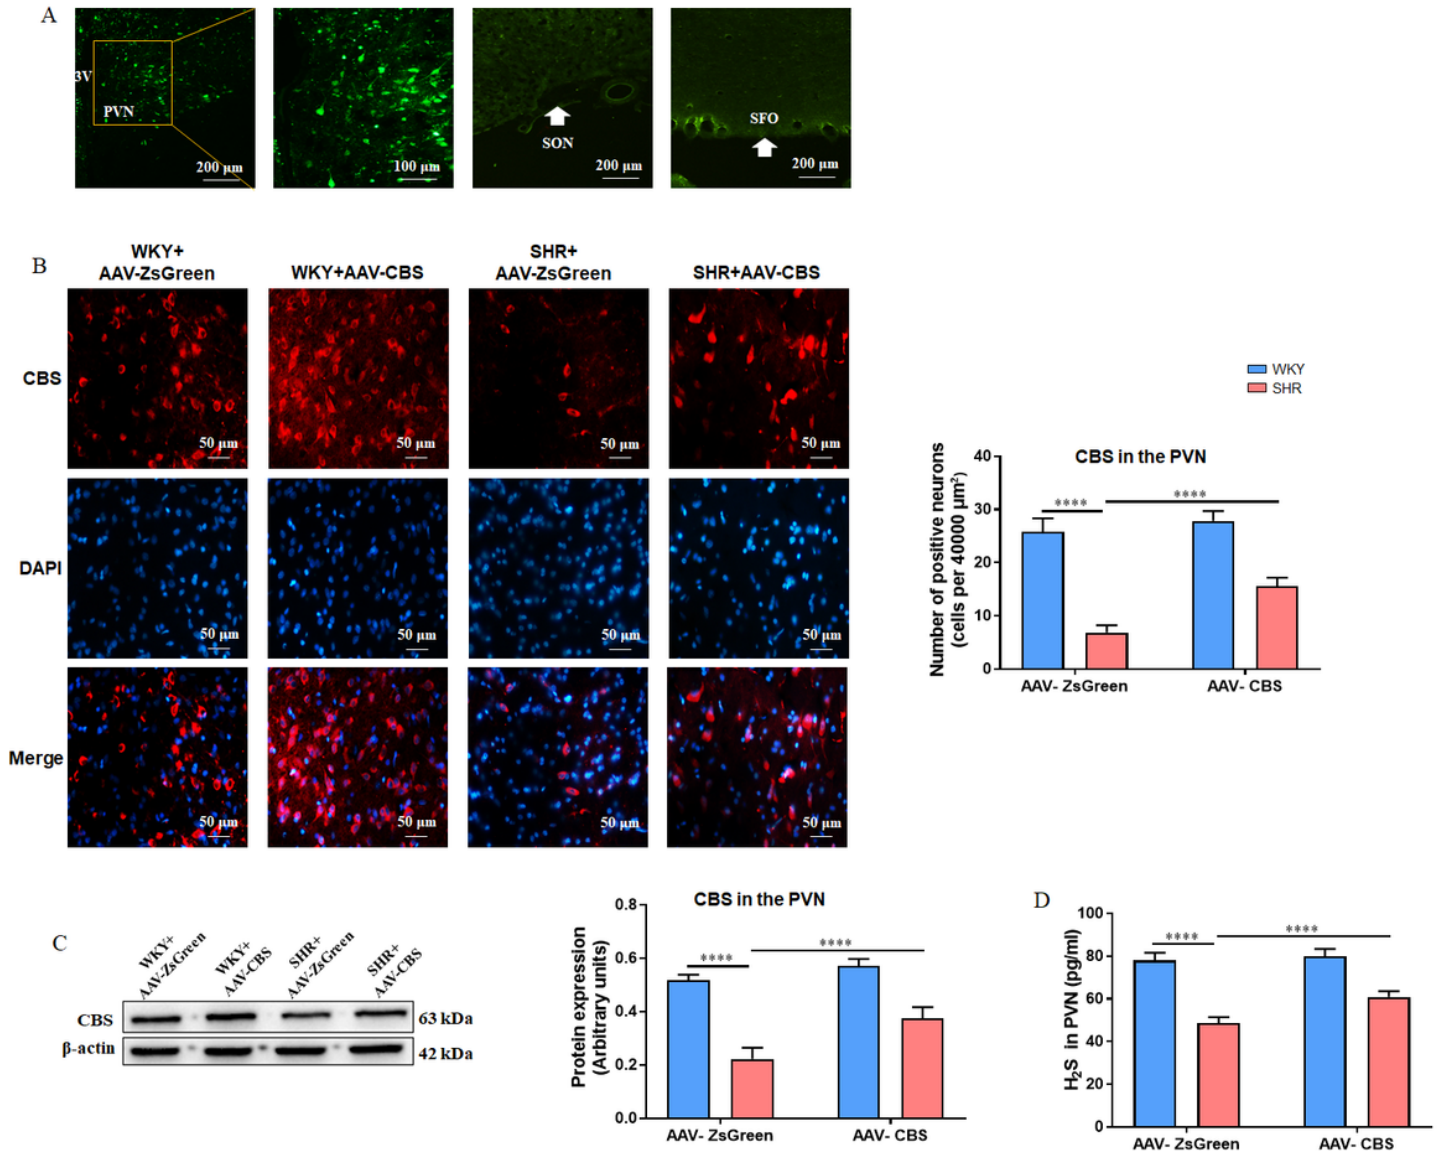 A
3V
PVN
200 μm
100 μm
SON
200 μm
SFO
200 μm
B
WKY+
AAV-ZsGreen
WKY+AAV-CBS
SHR+
AAV-ZsGreen
SHR+AAV-CBS
CBS
50 μm
50 μm
50 μm
50 μm
DAPI
50 μm
50 μm
50 μm
50 μm
Merge
50 μm
50 μm
50 μm
50 μm
WKY
SHR
CBS in the PVN
Number of positive neurons
(cells per 40000 μm²)
40
30
20
10
0
****
****
AAV- ZsGreen
AAV- CBS
C
WKY+
AAV-ZsGreen
WKY+
AAV-CBS
SHR+
AAV-ZsGreen
SHR+
AAV-CBS
CBS
63 kDa
β-actin
42 kDa
CBS in the PVN
Protein expression
(Arbitrary units)
0.8
0.6
0.4
0.2
0.0
****
****
AAV- ZsGreen
AAV- CBS
D
H₂S in PVN (pg/ml)
100
80
60
40
20
0
****
****
AAV- ZsGreen
AAV- CBS